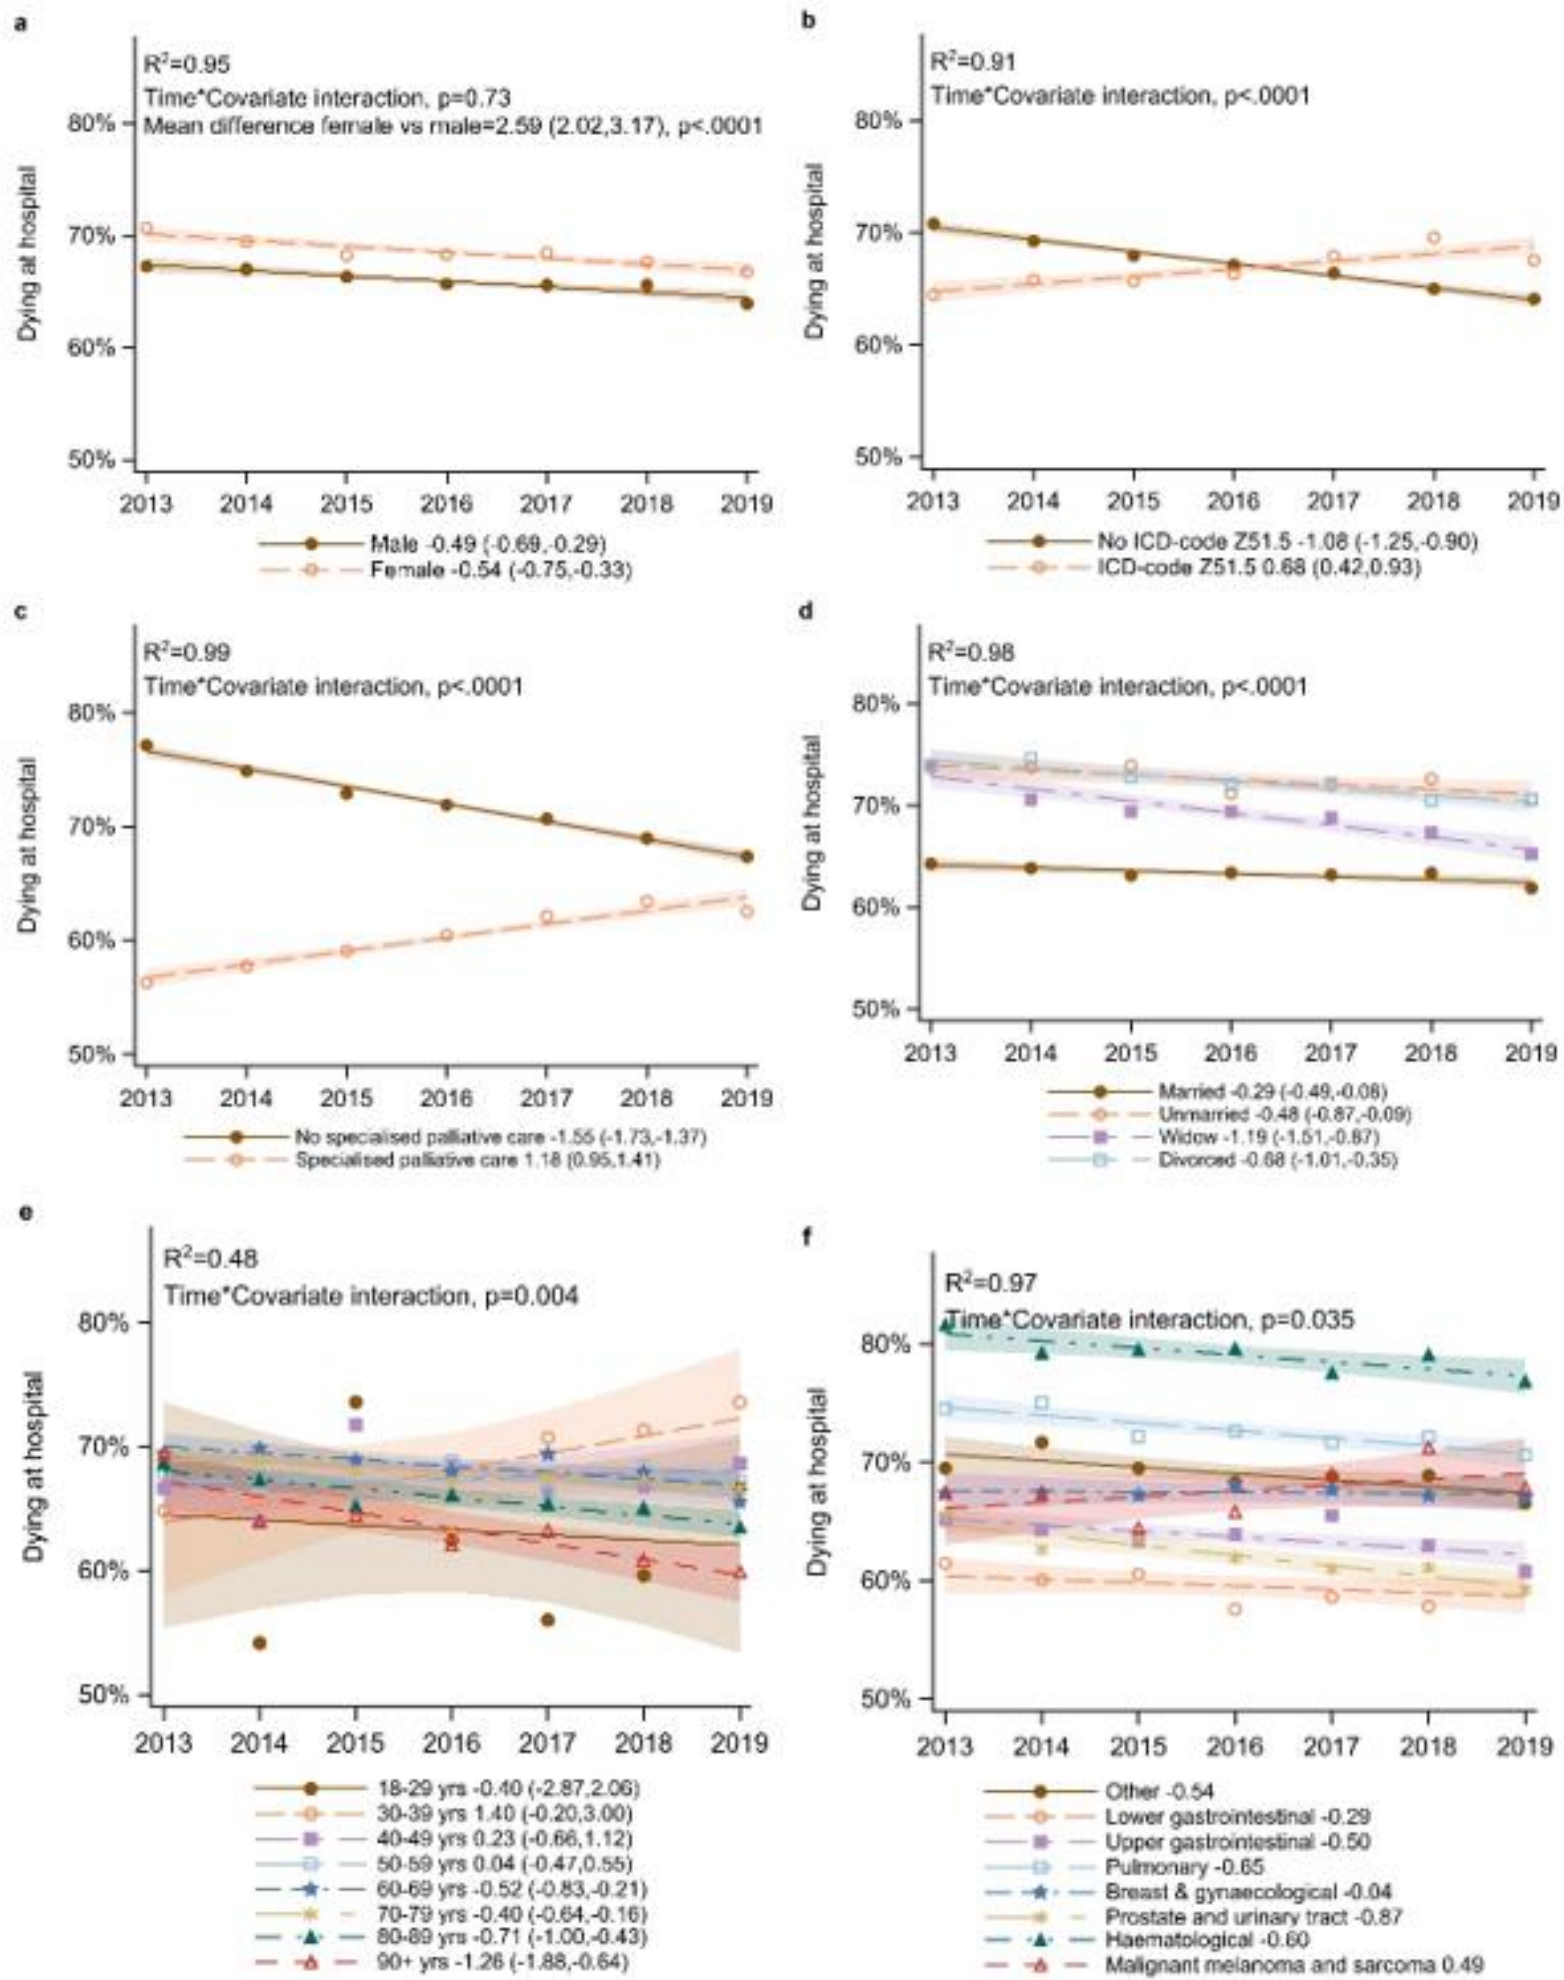 a
R²=0.95
Time*Covariate interaction, p=0.73
Mean difference female vs male=2.59 (2.02,3.17), p<.0001
80%
70%
60%
50%
Dying at hospital
2013 2014 2015 2016 2017 2018 2019
Male -0.49 (-0.69,-0.29)
Female -0.54 (-0.75,-0.33)
b
R²=0.91
Time*Covariate interaction, p<.0001
80%
70%
60%
50%
Dying at hospital
2013 2014 2015 2016 2017 2018 2019
No ICD-code Z51.5 -1.08 (-1.25,-0.90)
ICD-code Z51.5 0.68 (0.42,0.93)
c
R²=0.99
Time*Covariate interaction, p<.0001
80%
70%
60%
50%
Dying at hospital
2013 2014 2015 2016 2017 2018 2019
No specialised palliative care -1.55 (-1.73,-1.37)
Specialised palliative care 1.18 (0.95,1.41)
d
R²=0.98
Time*Covariate interaction, p<.0001
80%
70%
60%
50%
Dying at hospital
2013 2014 2015 2016 2017 2018 2019
Married -0.29 (-0.49,-0.08)
Unmarried -0.48 (-0.87,-0.09)
Widow -1.19 (-1.51,-0.87)
Divorced -0.68 (-1.01,-0.35)
e
R²=0.48
Time*Covariate interaction, p=0.004
80%
70%
60%
50%
Dying at hospital
2013 2014 2015 2016 2017 2018 2019
18-29 yrs -0.40 (-2.87,2.06)
30-39 yrs 1.40 (-0.20,3.00)
40-49 yrs 0.23 (-0.66,1.12)
50-59 yrs 0.04 (-0.47,0.55)
60-69 yrs -0.52 (-0.83,-0.21)
70-79 yrs -0.40 (-0.64,-0.16)
80-89 yrs -0.71 (-1.00,-0.43)
90+ yrs -1.26 (-1.88,-0.64)
f
R²=0.97
Time*Covariate interaction, p=0.035
80%
70%
60%
50%
Dying at hospital
2013 2014 2015 2016 2017 2018 2019
Other -0.54
Lower gastrointestinal -0.29
Upper gastrointestinal -0.50
Pulmonary -0.65
Breast & gynaecological -0.04
Prostate and urinary tract -0.87
Haematological -0.60
Malignant melanoma and sarcoma 0.49